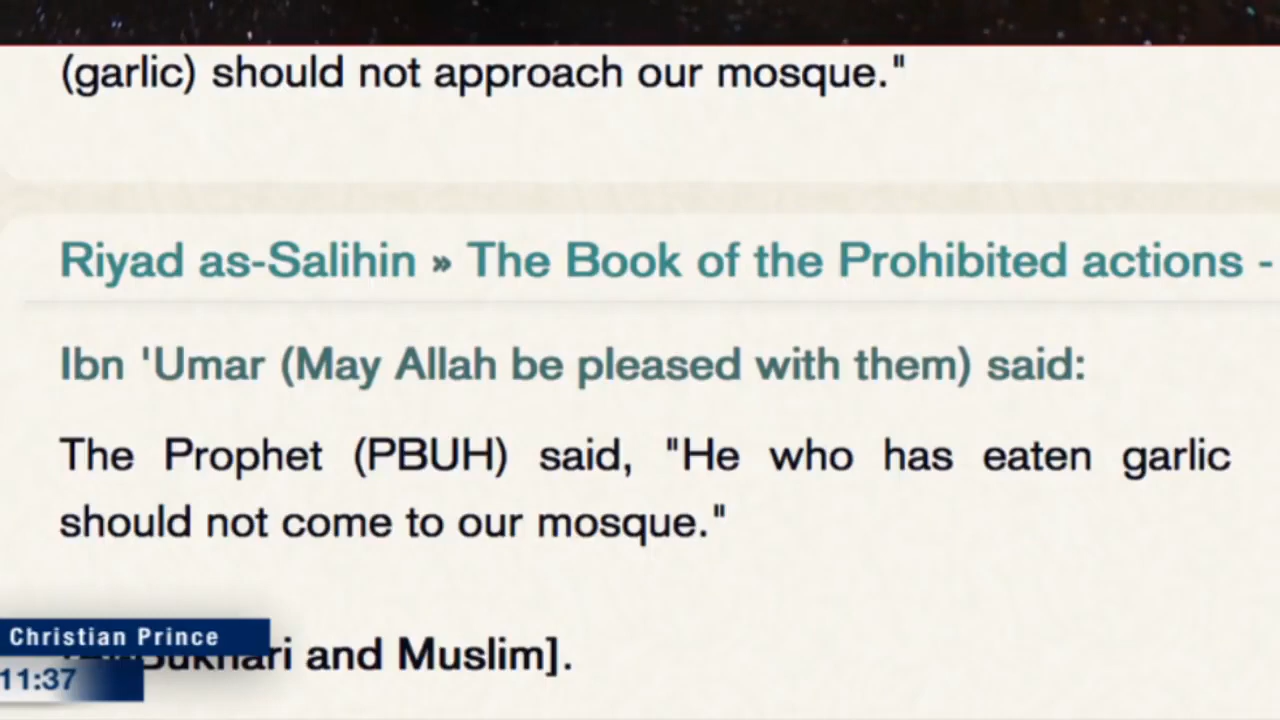 (garlic) should not approach our mosque."
Riyad as-Salihin » The Book of the Prohibited actions -
Ibn 'Umar (May Allah be pleased with them) said:
The Prophet (PBUH) said, "He who has eaten garlic
should not come to our mosque."
Christian Prince
and Muslim].
11:37